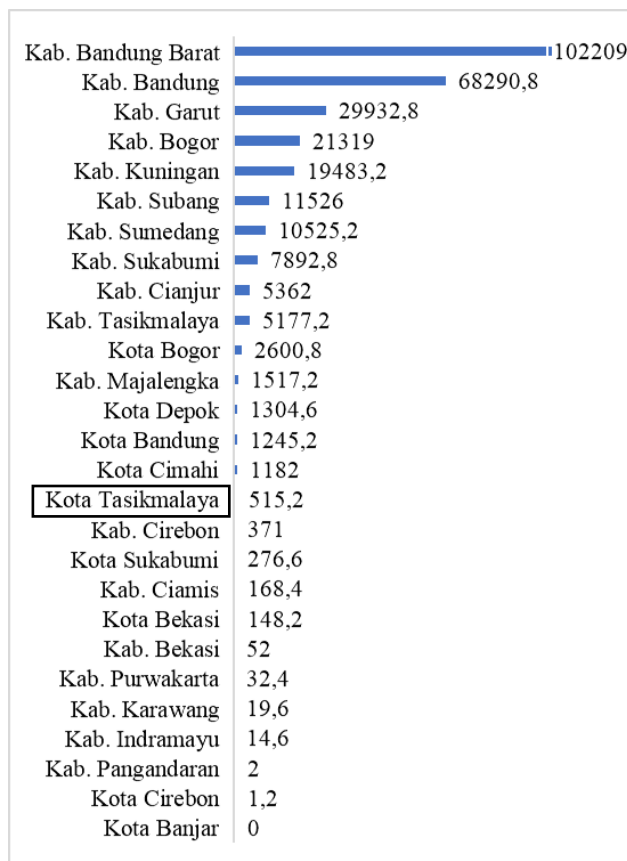 Kab. Bandung Barat 102209
Kab. Bandung 68290,8
Kab. Garut 29932,8
Kab. Bogor 21319
Kab. Kuningan 19483,2
Kab. Subang 11526
Kab. Sumedang 10525,2
Kab. Sukabumi 7892,8
Kab. Cianjur 5362
Kab. Tasikmalaya 5177,2
Kota Bogor 2600,8
Kab. Majalengka 1517,2
Kota Depok 1304,6
Kota Bandung 1245,2
Kota Cimahi 1182
Kota Tasikmalaya 515,2
Kab. Cirebon 371
Kota Sukabumi 276,6
Kab. Ciamis 168,4
Kota Bekasi 148,2
Kab. Bekasi 52
Kab. Purwakarta 32,4
Kab. Karawang 19,6
Kab. Indramayu 14,6
Kab. Pangandaran 2
Kota Cirebon 1,2
Kota Banjar 0